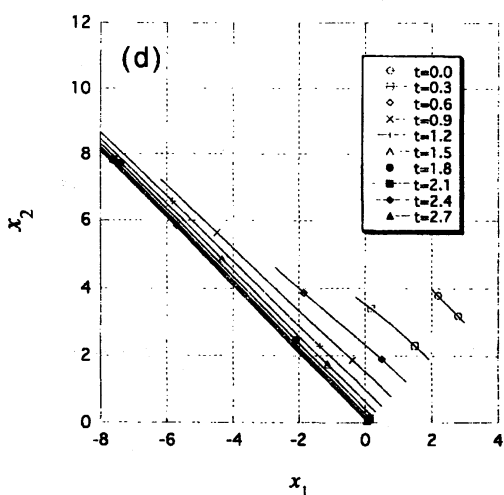 12
(d)
t=0.0
t=0.3
10
t=0.6
t=0.9
8
t=1.2
t=1.5
t=1.8
x2
6
t=2.1
t=2.4
t=2.7
4
2
0
-8 -6 -4 -2 0 2 4
x1